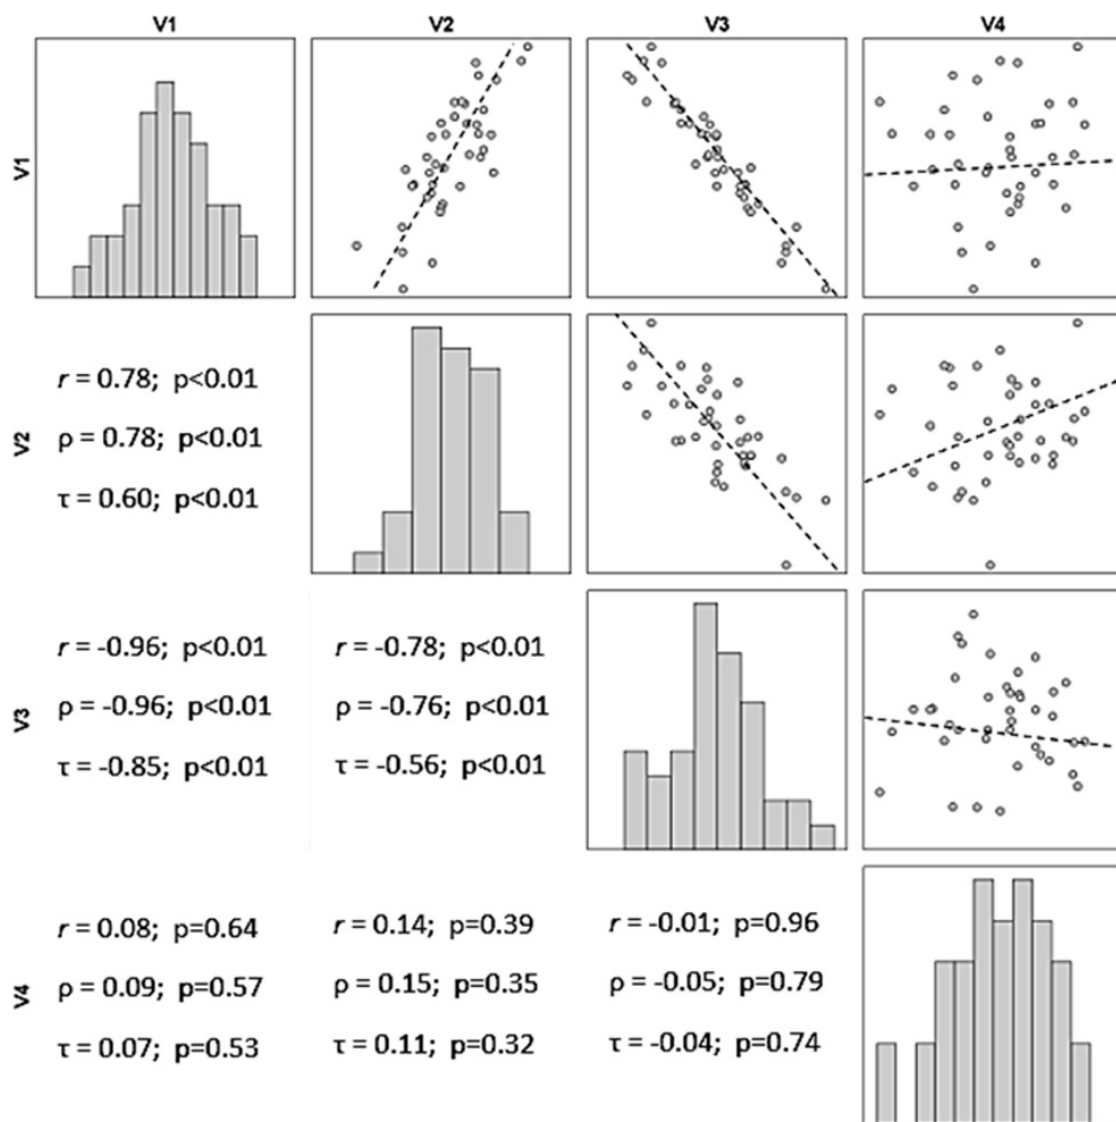 V1 V2 V3 V4
V1
V2
r = 0.78; p<0.01
ρ = 0.78; p<0.01
τ = 0.60; p<0.01
V3
r = -0.96; p<0.01
ρ = -0.96; p<0.01
τ = -0.85; p<0.01
r = -0.78; p<0.01
ρ = -0.76; p<0.01
τ = -0.56; p<0.01
V4
r = 0.08; p=0.64
ρ = 0.09; p=0.57
τ = 0.07; p=0.53
r = 0.14; p=0.39
ρ = 0.15; p=0.35
τ = 0.11; p=0.32
r = -0.01; p=0.96
ρ = -0.05; p=0.79
τ = -0.04; p=0.74